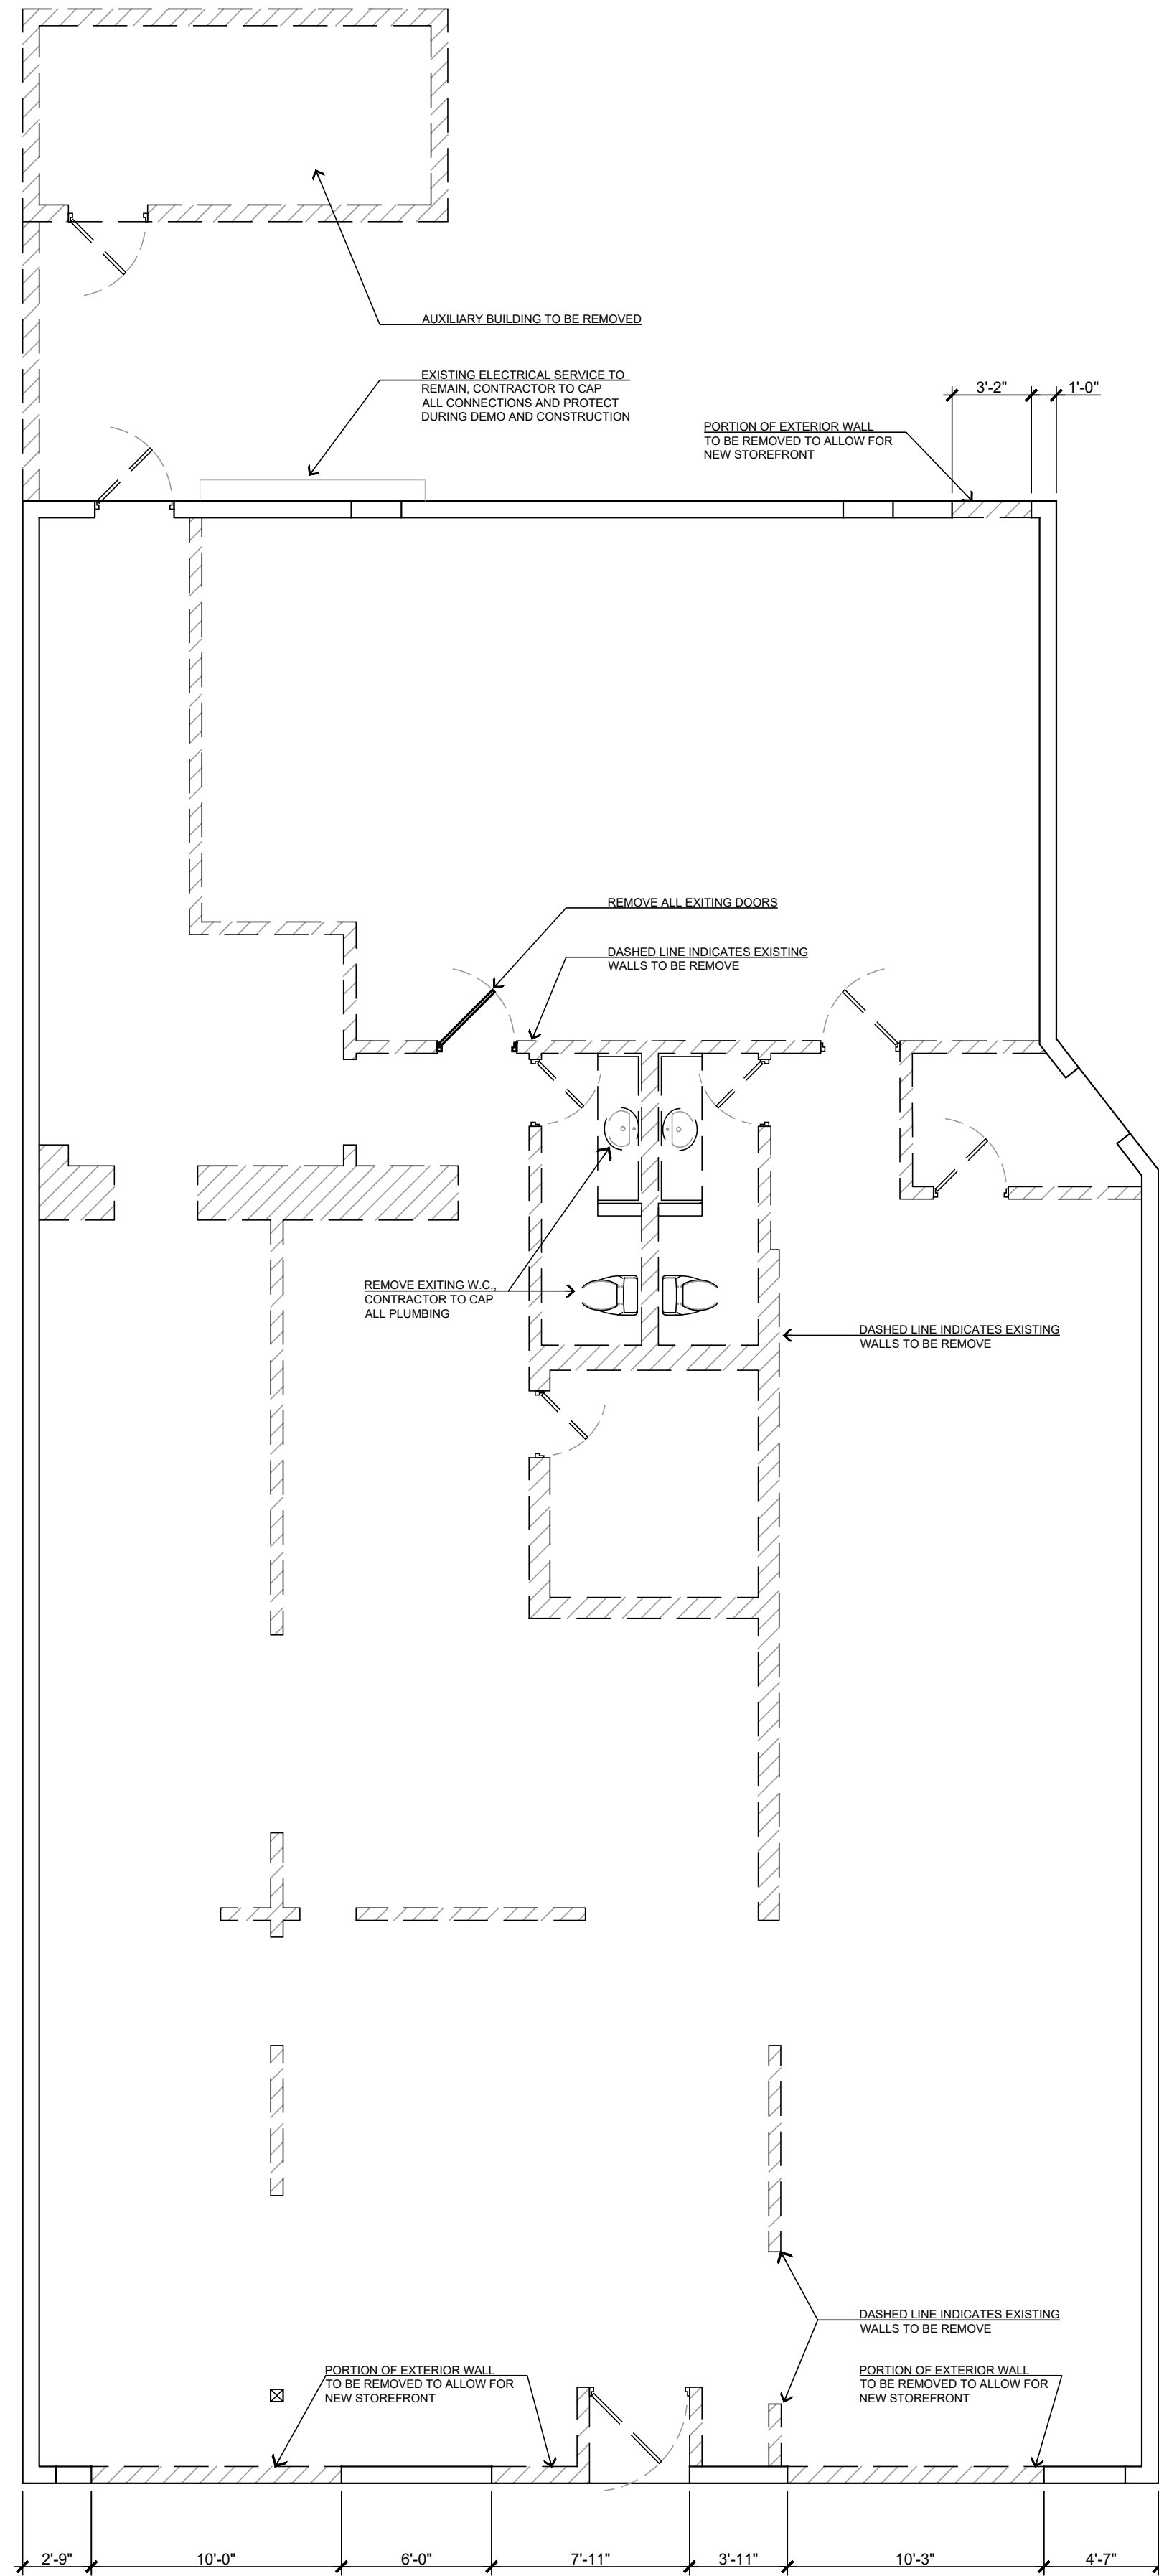 AUXILIARY BUILDING TO BE REMOVED
EXISTING ELECTRICAL SERVICE TO
REMAIN, CONTRACTOR TO CAP
ALL CONNECTIONS AND PROTECT
DURING DEMO AND CONSTRUCTION
3'-2"
1'-0"
PORTION OF EXTERIOR WALL
TO BE REMOVED TO ALLOW FOR
NEW STOREFRONT
REMOVE ALL EXITING DOORS
DASHED LINE INDICATES EXISTING
WALLS TO BE REMOVE
REMOVE EXITING W.C.,
CONTRACTOR TO CAP
ALL PLUMBING
DASHED LINE INDICATES EXISTING
WALLS TO BE REMOVE
DASHED LINE INDICATES EXISTING
WALLS TO BE REMOVE
PORTION OF EXTERIOR WALL
TO BE REMOVED TO ALLOW FOR
NEW STOREFRONT
PORTION OF EXTERIOR WALL
TO BE REMOVED TO ALLOW FOR
NEW STOREFRONT
2'-9"
10'-0"
6'-0"
7'-11"
3'-11"
10'-3"
4'-7"